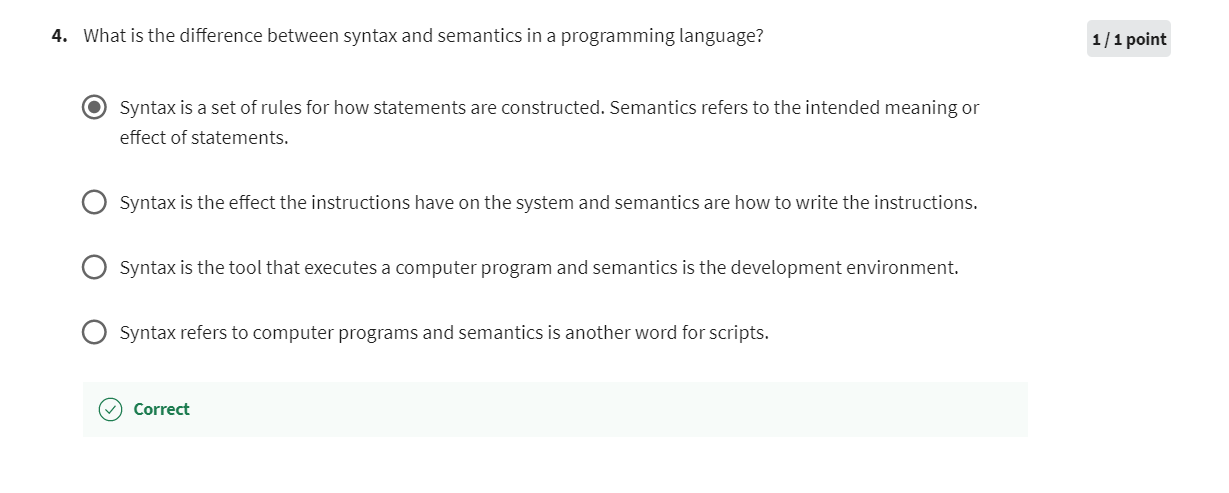 4. What is the difference between syntax and semantics in a programming language?
1 / 1 point
Syntax is a set of rules for how statements are constructed. Semantics refers to the intended meaning or
effect of statements.
Syntax is the effect the instructions have on the system and semantics are how to write the instructions.
Syntax is the tool that executes a computer program and semantics is the development environment.
Syntax refers to computer programs and semantics is another word for scripts.
Correct